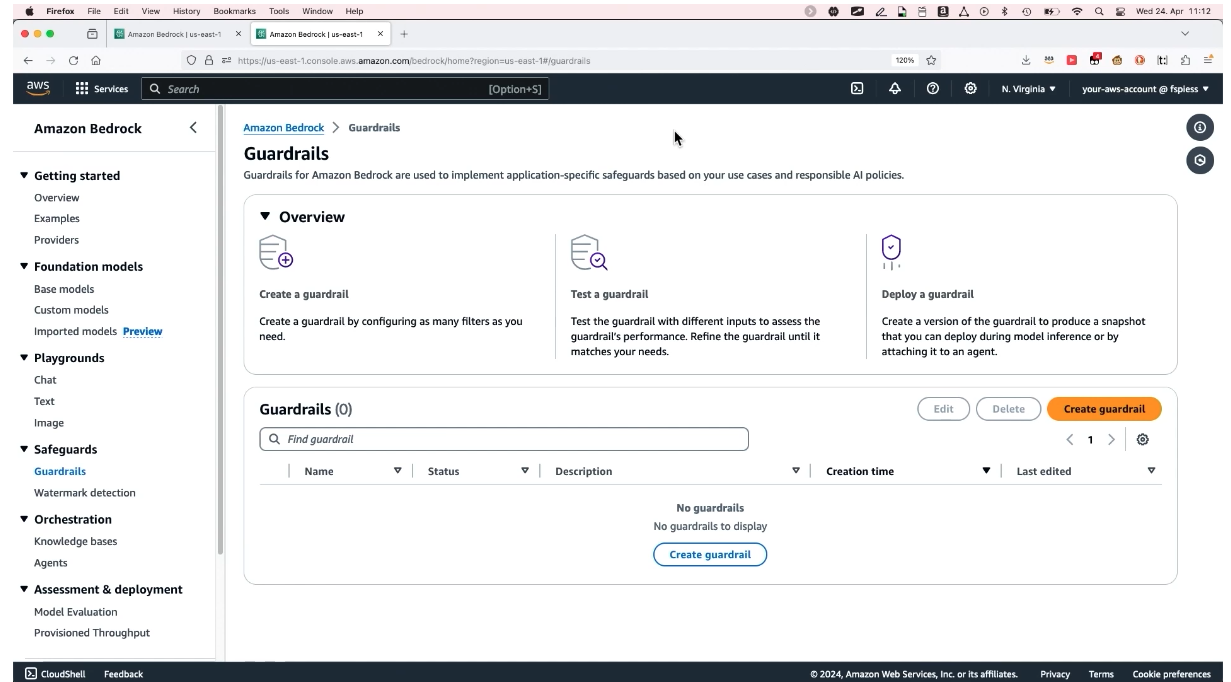 Firefox File Edit View History Bookmarks Tools Window Help Wed 24. Apr 11:12
Amazon Bedrock | us-east-1 Amazon Bedrock | us-east-1
https://us-east-1.console.aws.amazon.com/bedrock/home?region=us-east-1#/guardrails 120%
aws Services Search [Option+S] N. Virginia your-aws-account @ fspiess
Amazon Bedrock
Getting started
Overview
Examples
Providers
Foundation models
Base models
Custom models
Imported models Preview
Playgrounds
Chat
Text
Image
Safeguards
Guardrails
Watermark detection
Orchestration
Knowledge bases
Agents
Assessment & deployment
Model Evaluation
Provisioned Throughput
Amazon Bedrock Guardrails
Guardrails
Guardrails for Amazon Bedrock are used to implement application-specific safeguards based on your use cases and responsible AI policies.
Overview
Create a guardrail
Create a guardrail by configuring as many filters as you
need.
Test a guardrail
Test the guardrail with different inputs to assess the
guardrail's performance. Refine the guardrail until it
matches your needs.
Deploy a guardrail
Create a version of the guardrail to produce a snapshot
that you can deploy during model inference or by
attaching it to an agent.
Guardrails (0) Edit Delete Create guardrail
Find guardrail 1
Name Status Description Creation time Last edited
No guardrails
No guardrails to display
Create guardrail
CloudShell Feedback © 2024, Amazon Web Services, Inc. or its affiliates. Privacy Terms Cookie preferences